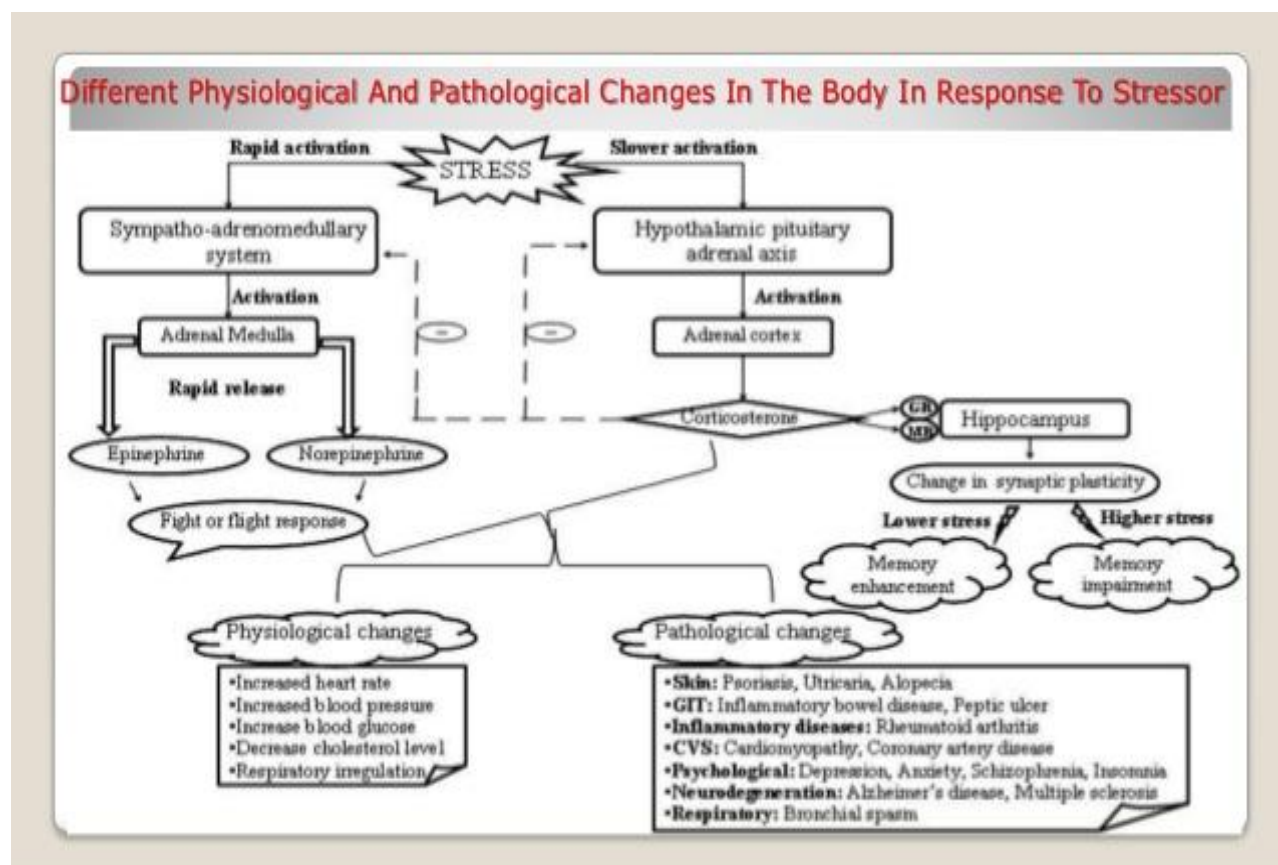 Different Physiological And Pathological Changes In The Body In Response To Stressor
Rapid activation
STRESS
Slower activation
Sympatho-adrenomedullary
system
Hypothalamic pituitary
adrenal axis
Activation
Activation
Adrenal Medulla
−
−
Adrenal cortex
Rapid release
Corticosterone
GR
MR
Hippocampus
Epinephrine
Norepinephrine
Change in synaptic plasticity
Fight or flight response
Lower stress
Higher stress
Memory
enhancement
Memory
impairment
Physiological changes
•Increased heart rate
•Increased blood pressure
•Increase blood glucose
•Decrease cholesterol level
•Respiratory irregulation
Pathological changes
•Skin: Psoriasis, Utricaria, Alopecia
•GIT: Inflammatory bowel disease, Peptic ulcer
•Inflammatory diseases: Rheumatoid arthritis
•CVS: Cardiomyopathy, Coronary artery disease
•Psychological: Depression, Anxiety, Schizophrenia, Insomnia
•Neurodegeneration: Alzheimer's disease, Multiple sclerosis
•Respiratory: Bronchial spasm